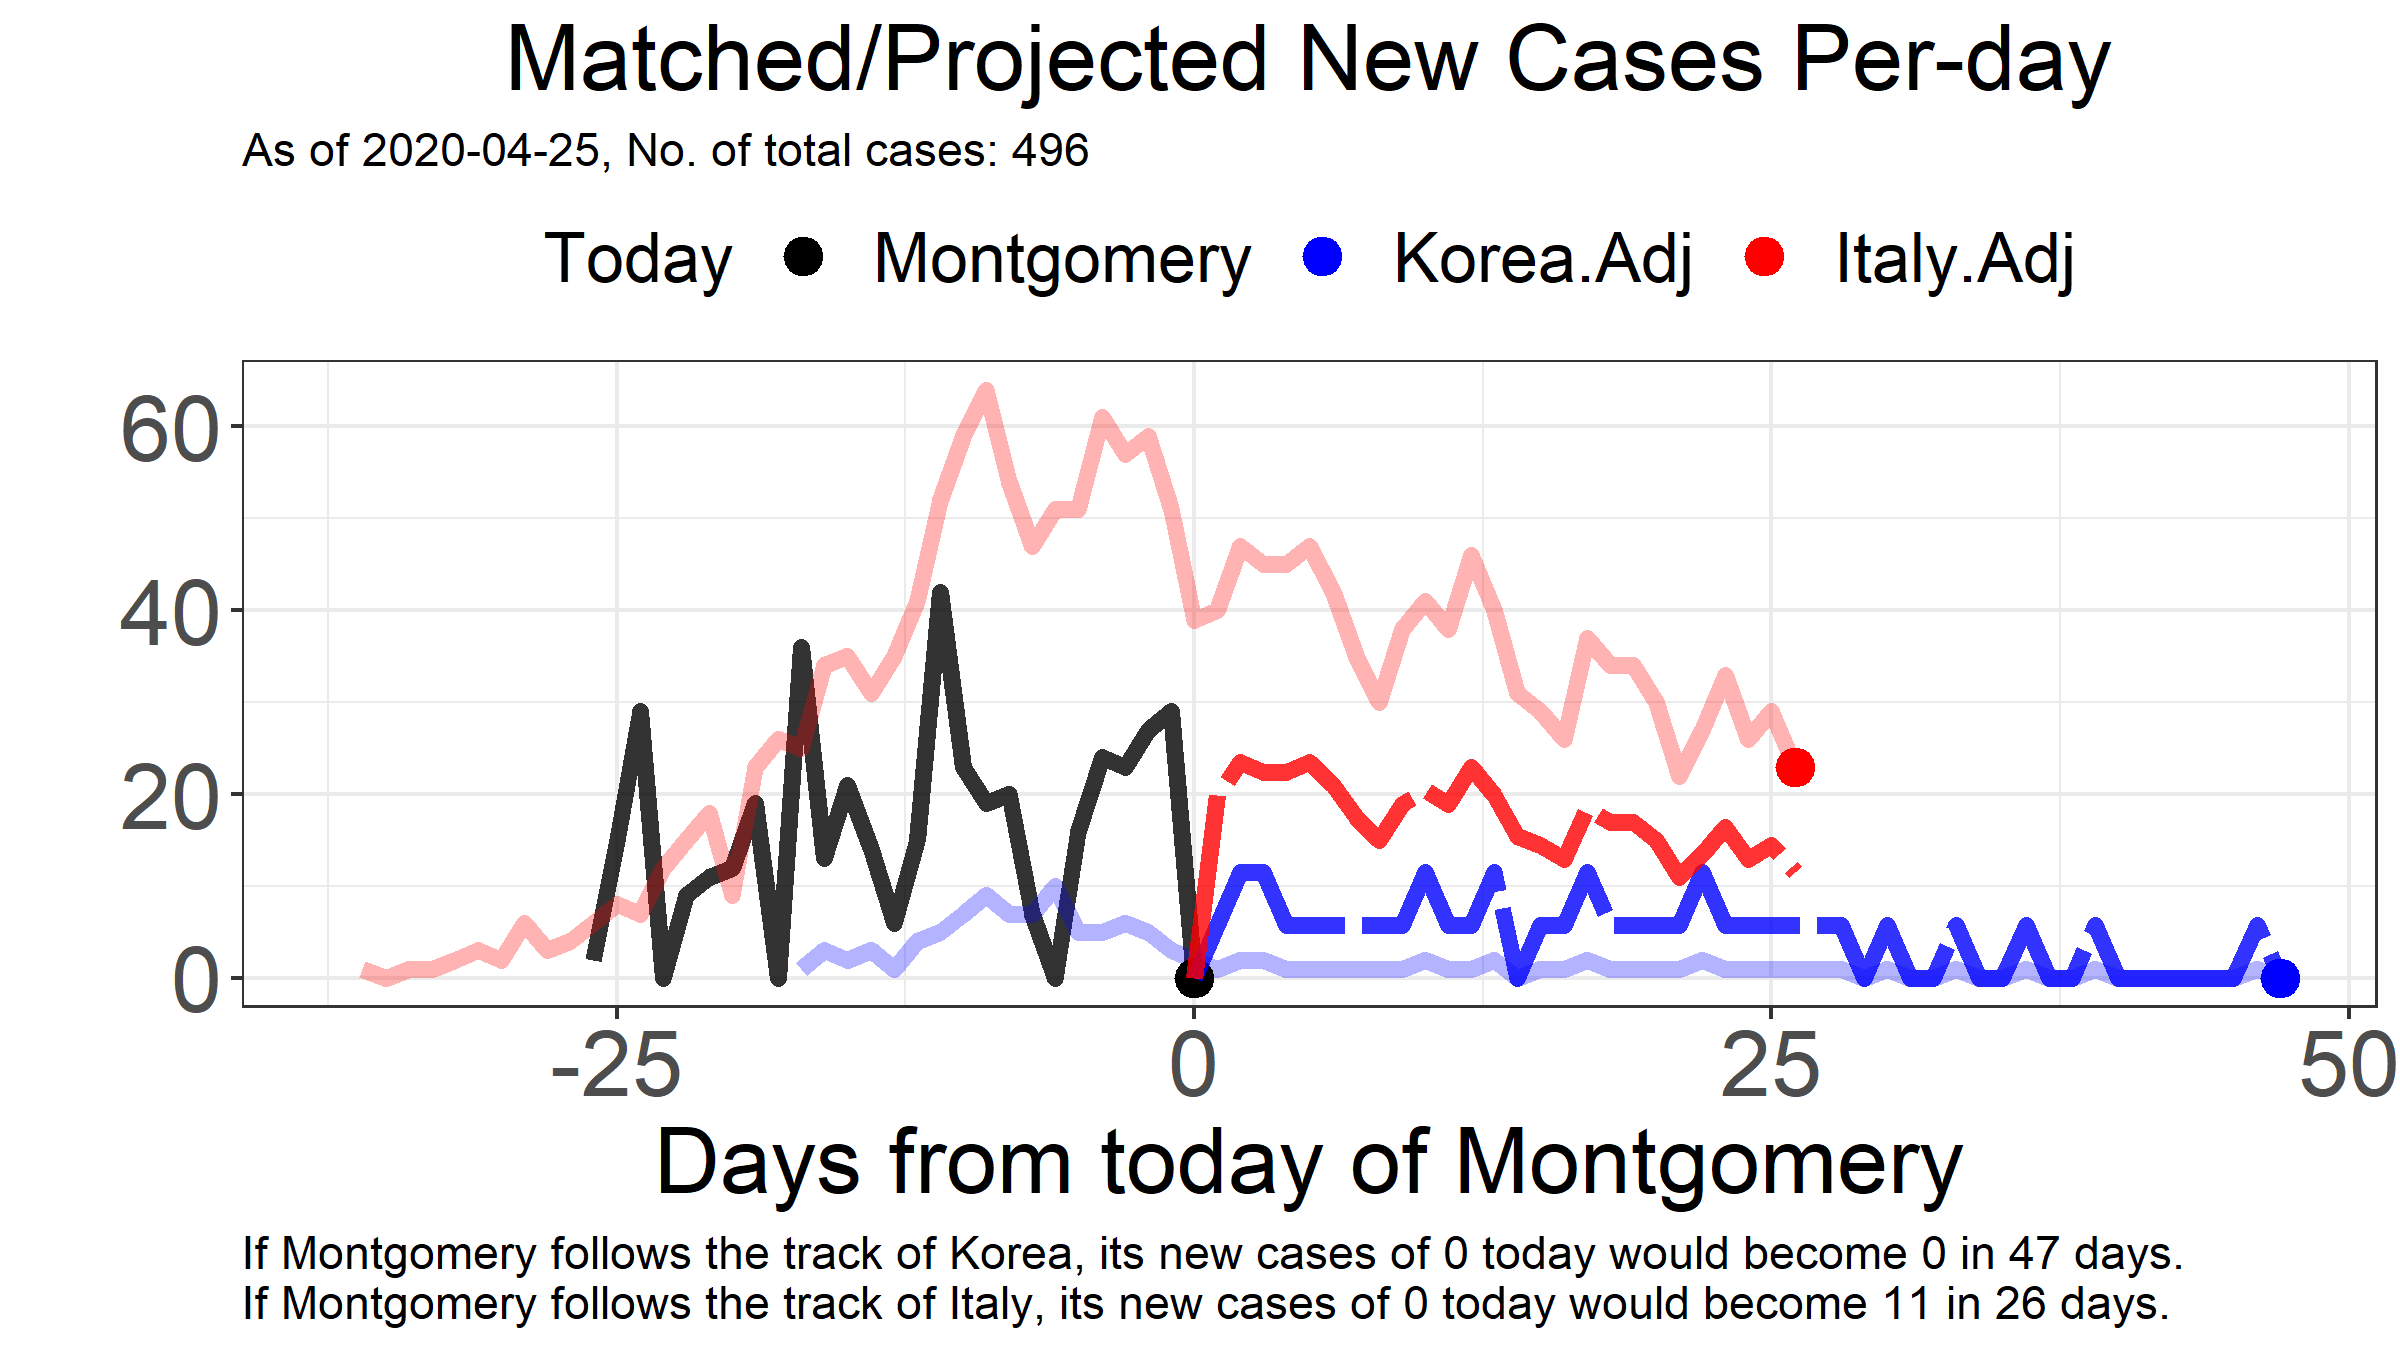 Matched/Projected New Cases Per-day
As of 2020-04-25, No. of total cases: 496
Today Montgomery Korea.Adj Italy.Adj
60
40
20
0
-25 0 25 50
Days from today of Montgomery
If Montgomery follows the track of Korea, its new cases of 0 today would become 0 in 47 days.
If Montgomery follows the track of Italy, its new cases of 0 today would become 11 in 26 days.